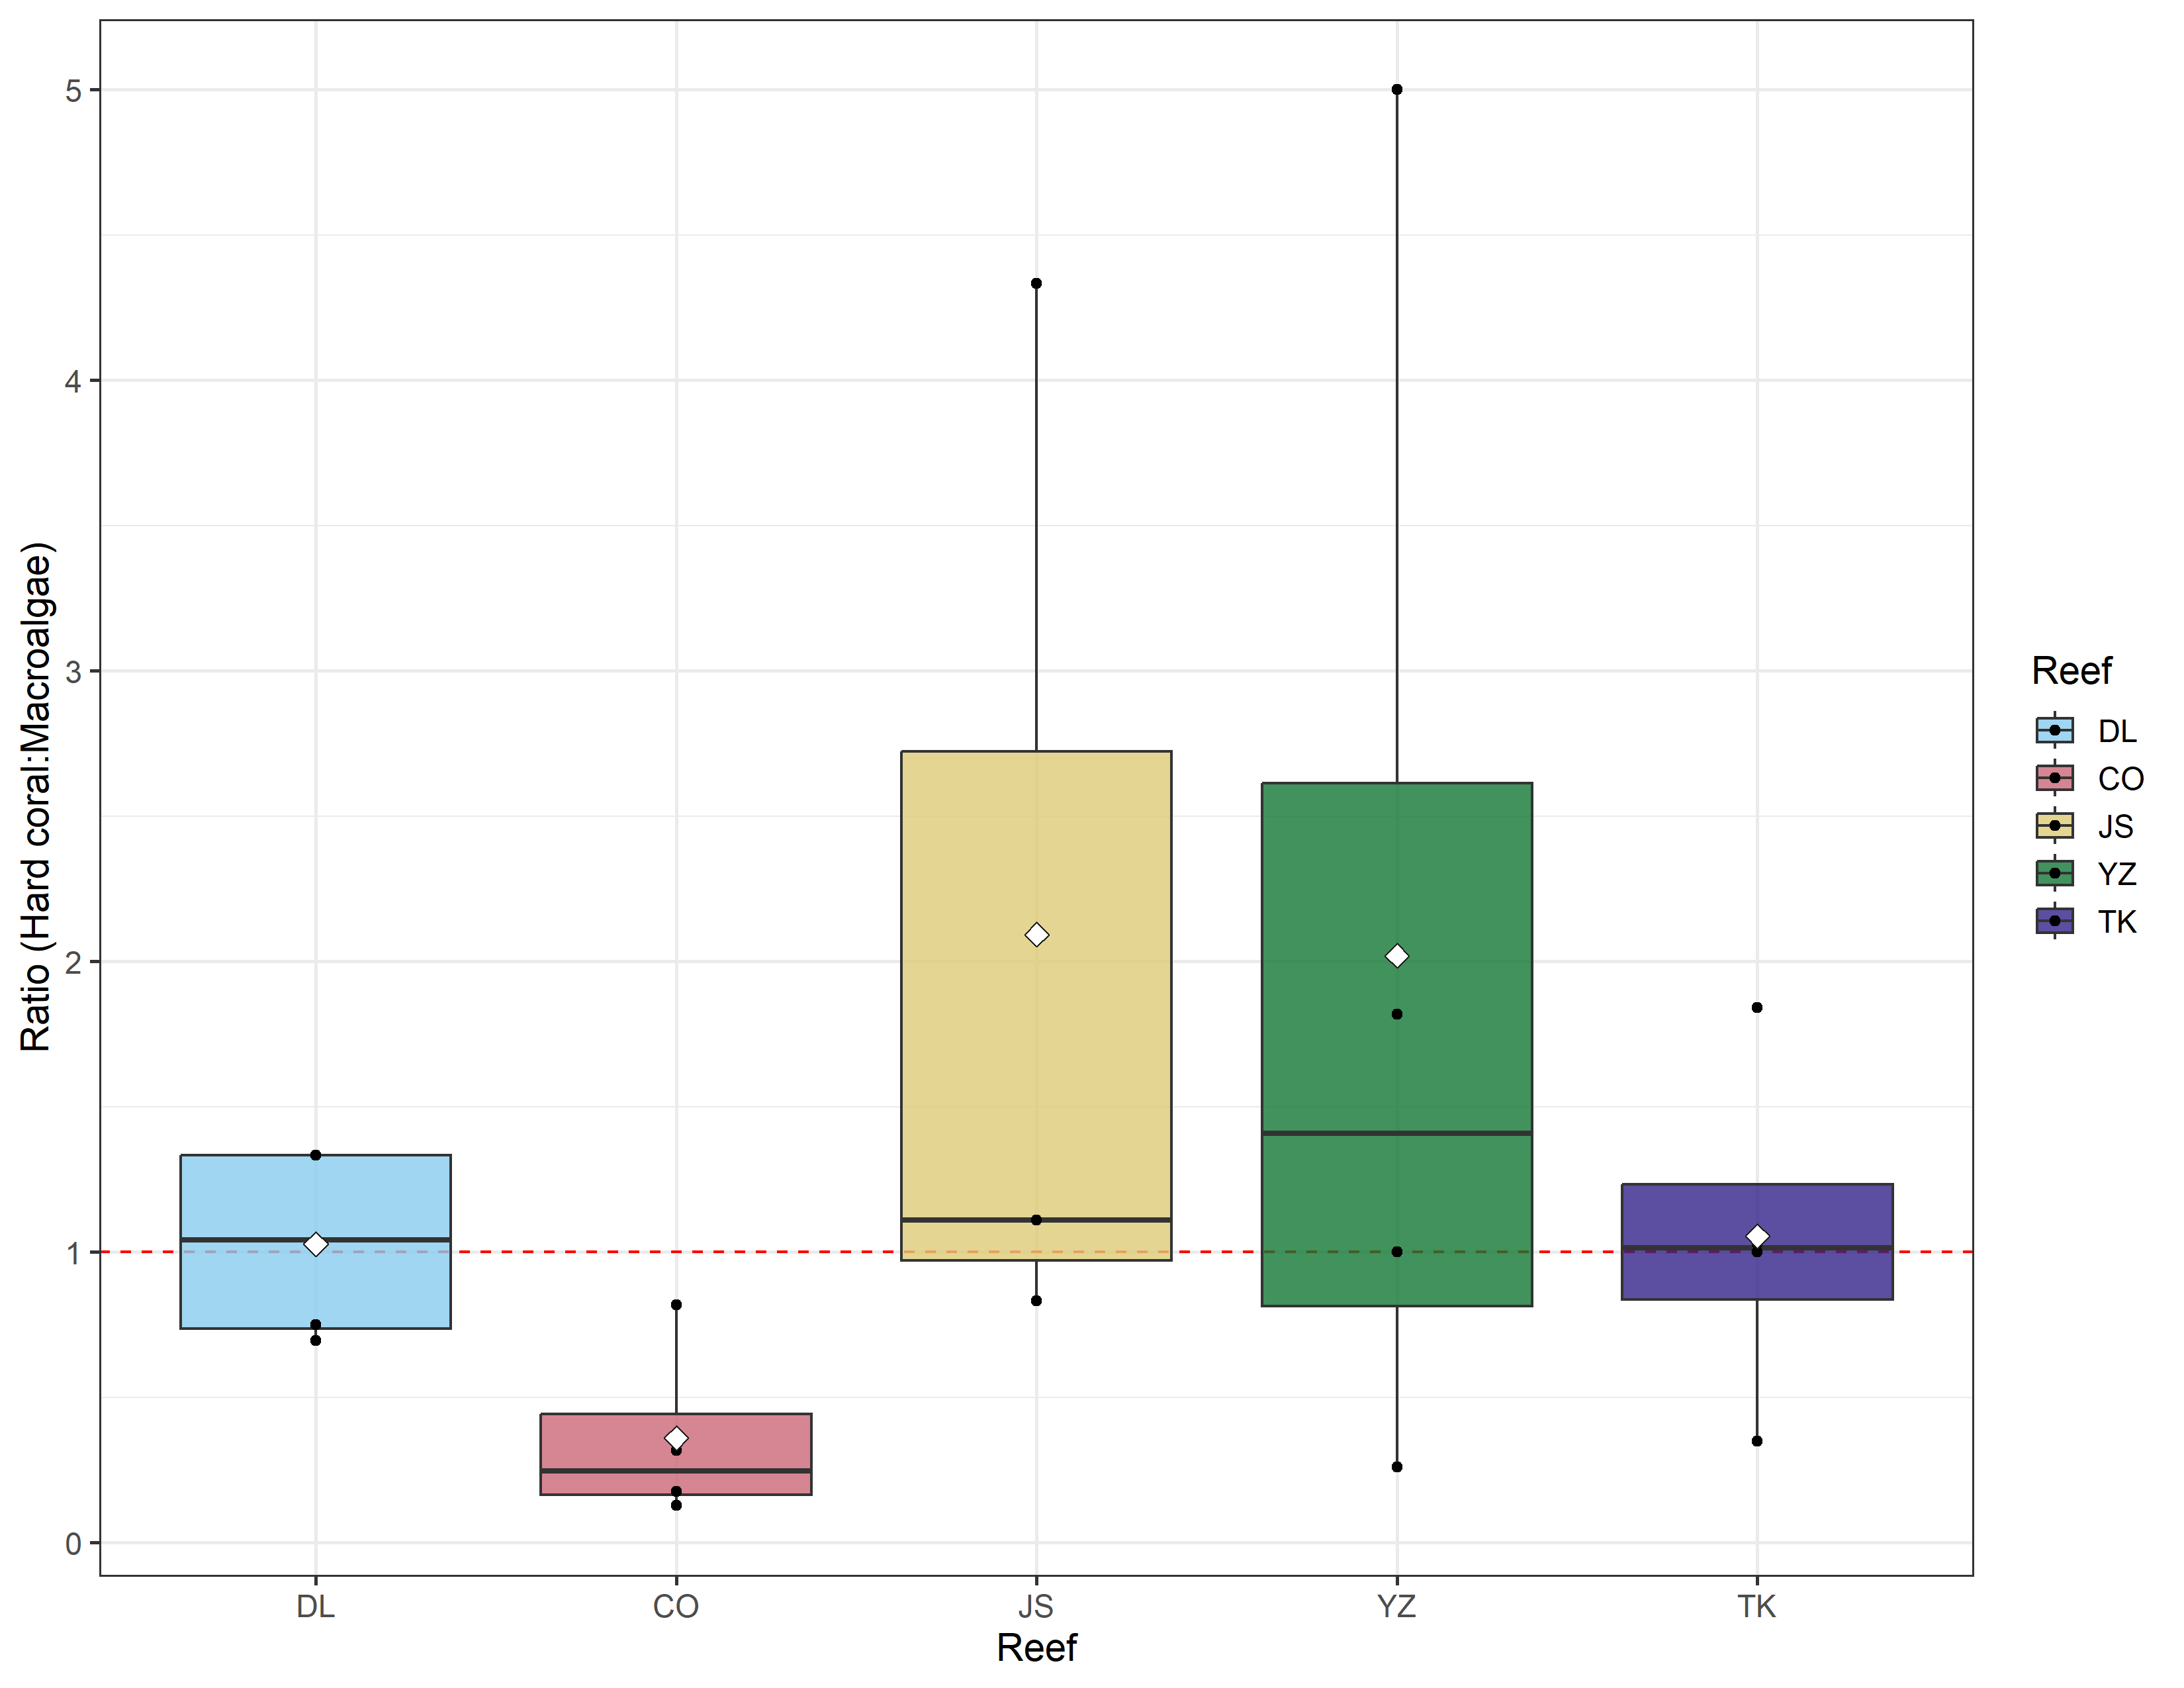 Ratio (Hard coral:Macroalgae)
5
4
3
2
1
0
DL CO JS YZ TK
Reef
Reef
DL
CO
JS
YZ
TK